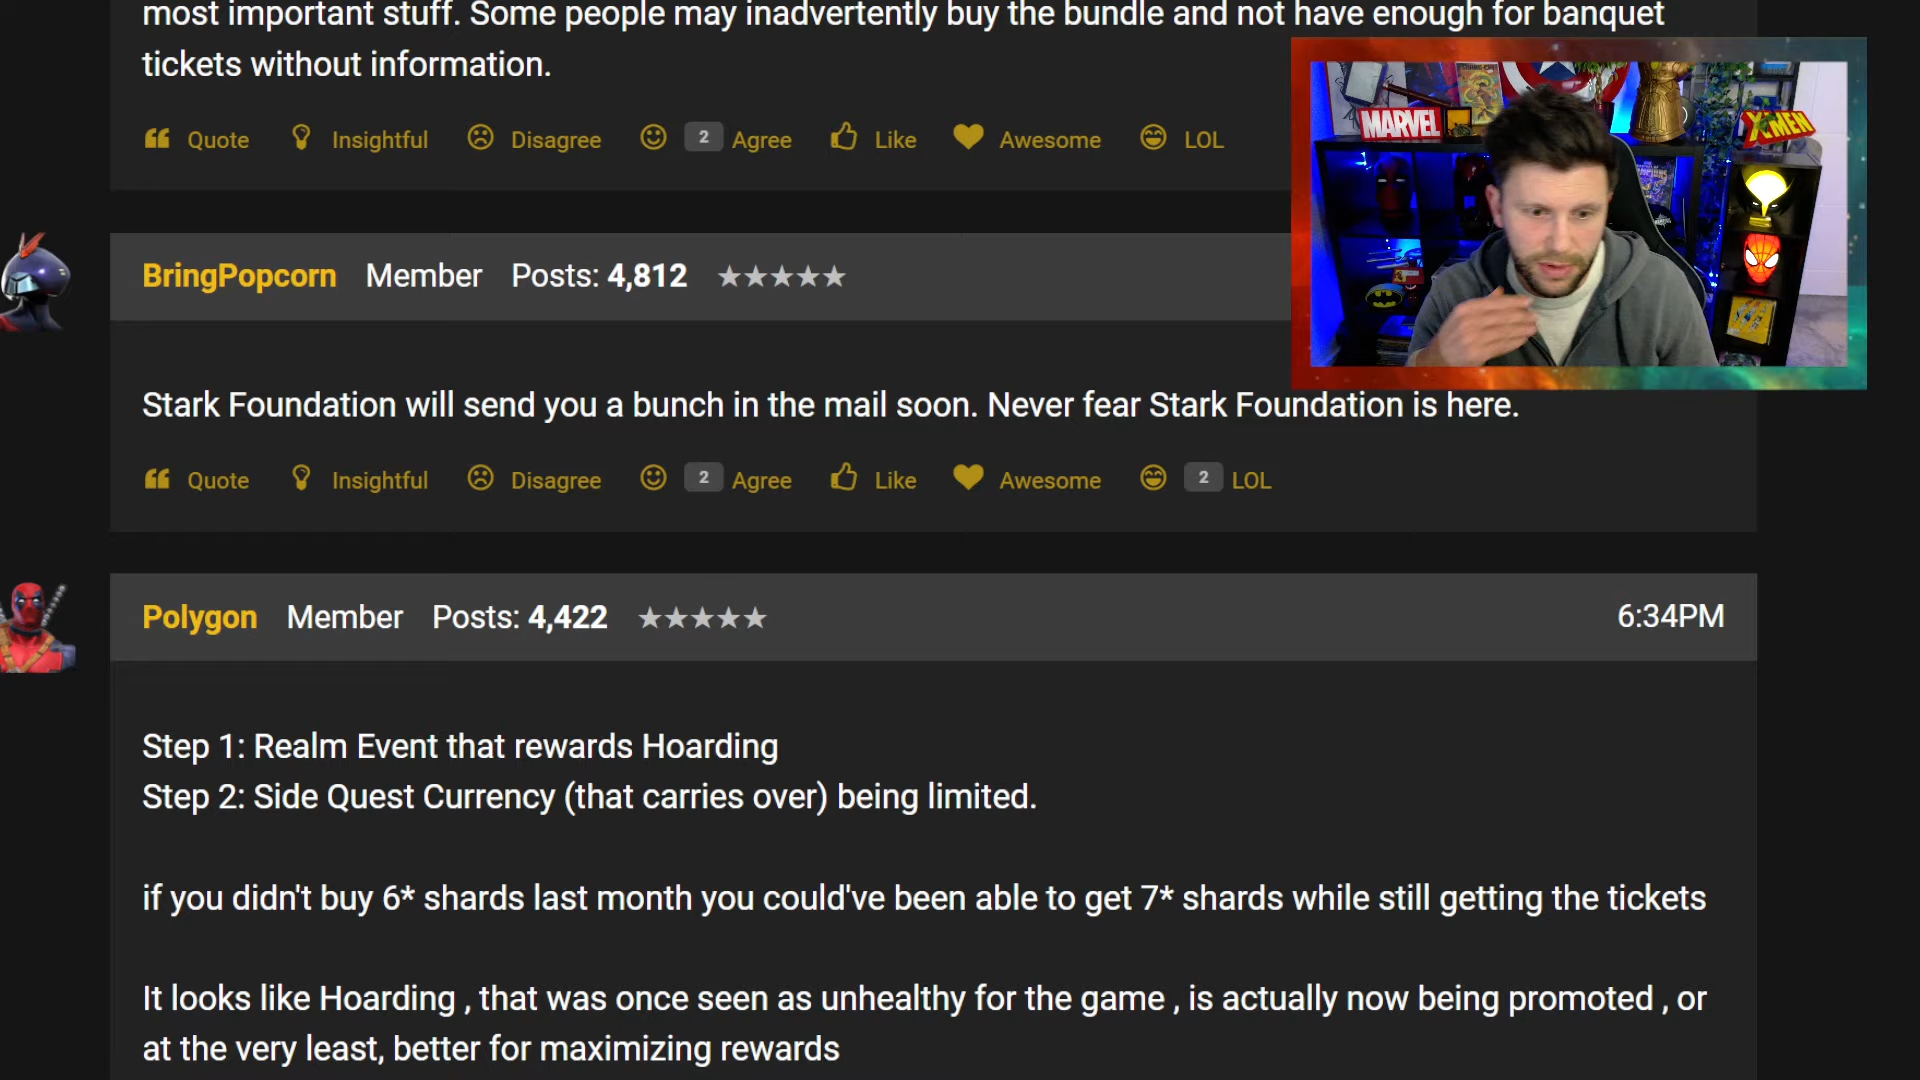 most important stuff. Some people may inadvertently buy the bundle and not have enough for banquet
tickets without information.
Quote Insightful Disagree 2 Agree Like Awesome LOL
MARVEL
X-MEN
BringPopcorn Member Posts: 4,812 ★★★★★
Stark Foundation will send you a bunch in the mail soon. Never fear Stark Foundation is here.
Quote Insightful Disagree 2 Agree Like Awesome 2 LOL
Polygon Member Posts: 4,422 ★★★★★ 6:34PM
Step 1: Realm Event that rewards Hoarding
Step 2: Side Quest Currency (that carries over) being limited.
if you didn't buy 6* shards last month you could've been able to get 7* shards while still getting the tickets
It looks like Hoarding , that was once seen as unhealthy for the game , is actually now being promoted , or
at the very least, better for maximizing rewards